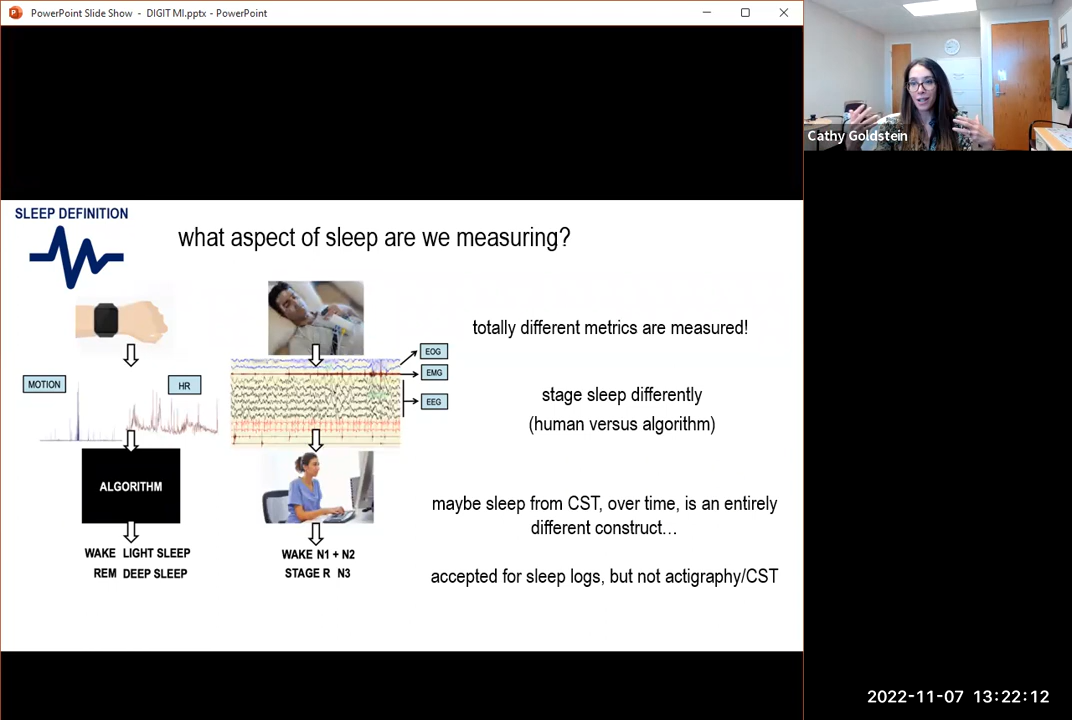 PowerPoint Slide Show - DIGIT MI.pptx - PowerPoint
Cathy Goldstein
SLEEP DEFINITION
what aspect of sleep are we measuring?
totally different metrics are measured!
EOG
EMG
EEG
MOTION
HR
stage sleep differently
(human versus algorithm)
ALGORITHM
maybe sleep from CST, over time, is an entirely
different construct...
WAKE LIGHT SLEEP
REM DEEP SLEEP
WAKE N1 + N2
STAGE R N3
accepted for sleep logs, but not actigraphy/CST
2022-11-07 13:22:12